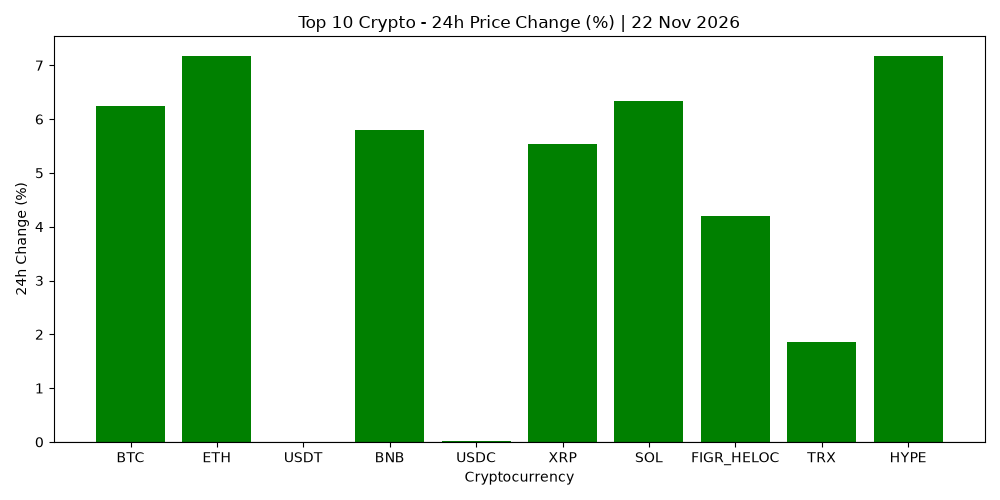 Top 10 Crypto - 24h Price Change (%) | 22 Nov 2026
24h Change (%)
7
6
5
4
3
2
1
0
BTC ETH USDT BNB USDC XRP SOL FIGR_HELOC TRX HYPE
Cryptocurrency